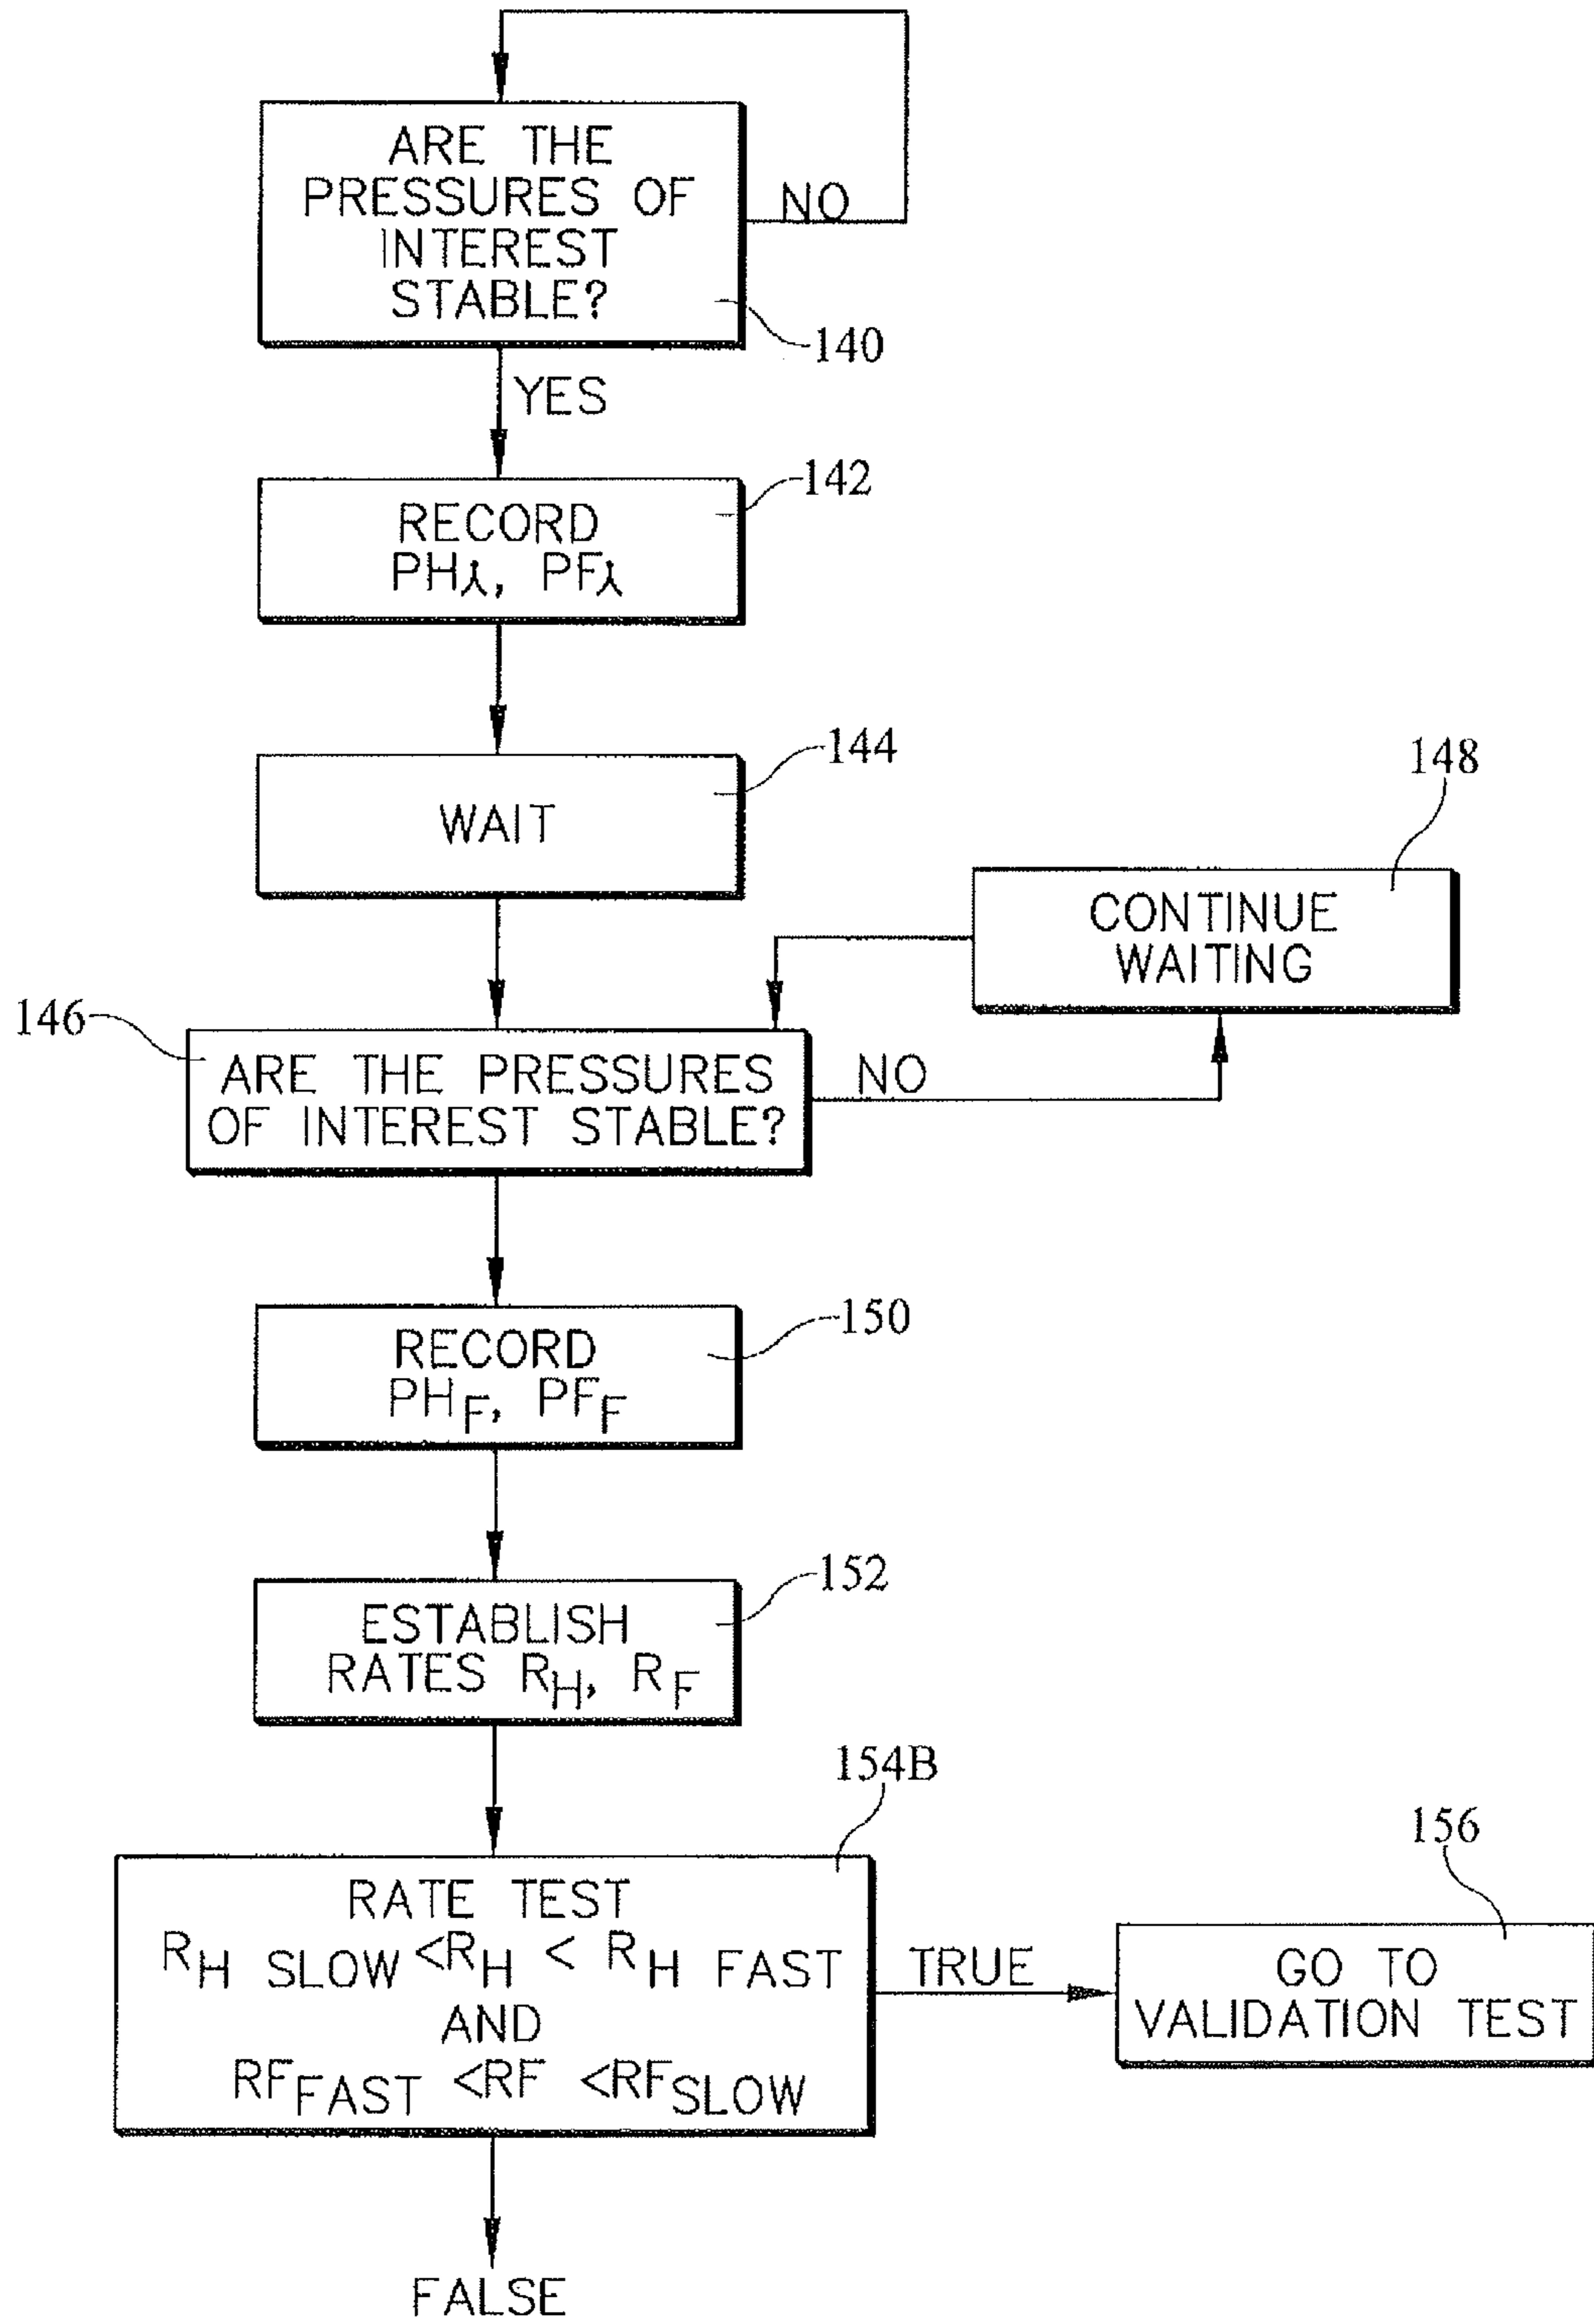 ARE THE
PRESSURES OF
INTEREST
STABLE?
NO
140
YES
142
RECORD
PHi, PFi
144
WAIT
148
CONTINUE
WAITING
146
ARE THE PRESSURES
OF INTEREST STABLE?
NO
150
RECORD
PHF, PFF
152
ESTABLISH
RATES RH, RF
154B
RATE TEST
RH SLOW <RH < RH FAST
AND
RFFAST <RF <RFSLOW
TRUE
156
GO TO
VALIDATION TEST
FALSE